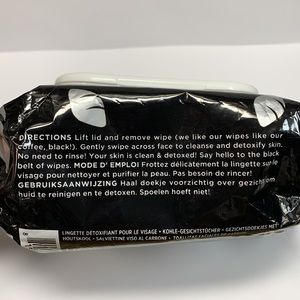 DIRECTIONS Lift lid and remove wipe (we like our wipes like our
coffee, black!). Gently swipe across face to cleanse and detoxify skin.
No need to rinse! Your skin is clean & detoxed! Say hello to the black
belt of wipes. MODE D' EMPLOI Frottez délicatement la lingette sur le
visage pour nettoyer et purifier la peau. Pas besoin de rincer!
GEBRUIKSAANWIJZING Haal doekje voorzichtig over gezicht om
huid te reinigen en te detoxen. Spoelen hoeft niet!
LINGETTE DÉTOXIFIANT POUR LE VISAGE • KOHLE-GESICHTSTÜCHER • GEZICHTSDOEKJES MET
HOUTSKOOL • SALVIETTINE VISO AL CARBONE • TOALLITAS FACIALES DE